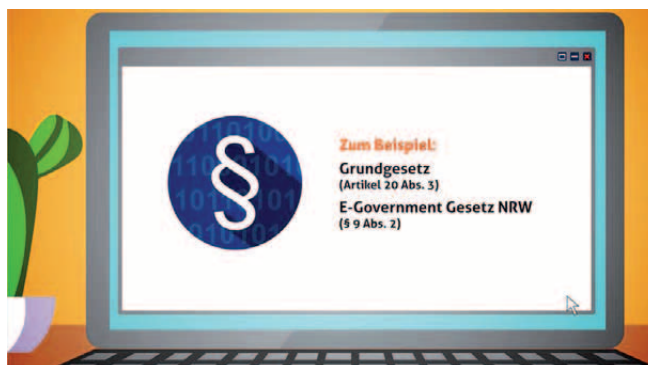 §
Zum Beispiel:
Grundgesetz
(Artikel 20 Abs. 3)
E-Government Gesetz NRW
(§ 9 Abs. 2)